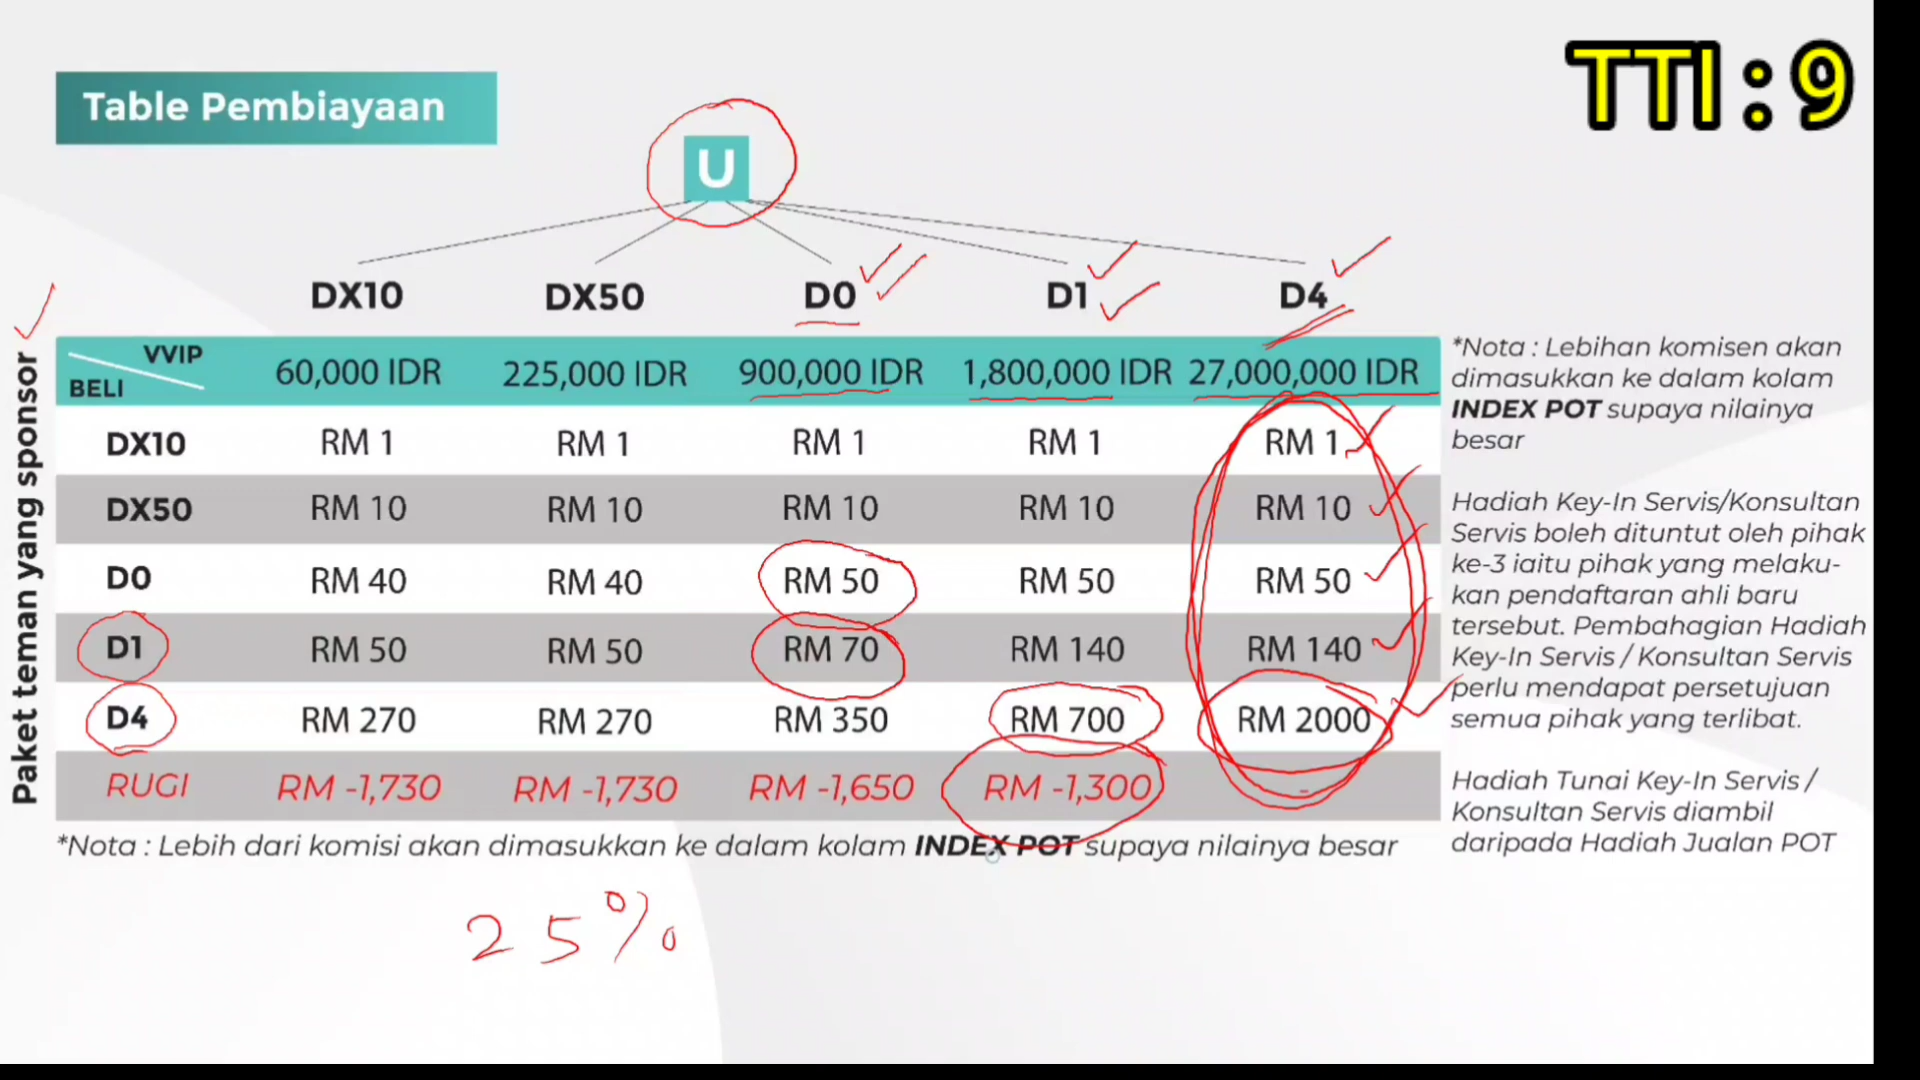 TTI : 9
Table Pembiayaan
U
DX10 DX50 D0 D1 D4
Paket teman yang sponsor
VVIP
BELI
60,000 IDR 225,000 IDR 900,000 IDR 1,800,000 IDR 27,000,000 IDR
DX10 RM 1 RM 1 RM 1 RM 1 RM 1
DX50 RM 10 RM 10 RM 10 RM 10 RM 10
D0 RM 40 RM 40 RM 50 RM 50 RM 50
D1 RM 50 RM 50 RM 70 RM 140 RM 140
D4 RM 270 RM 270 RM 350 RM 700 RM 2000
RUGI RM -1,730 RM -1,730 RM -1,650 RM -1,300
*Nota : Lebih dari komisi akan dimasukkan ke dalam kolam INDEX POT supaya nilainya besar
*Nota : Lebihan komisen akan
dimasukkan ke dalam kolam
INDEX POT supaya nilainya
besar
Hadiah Key-In Servis/Konsultan
Servis boleh dituntut oleh pihak
ke-3 iaitu pihak yang melaku-
kan pendaftaran ahli baru
tersebut. Pembahagian Hadiah
Key-In Servis / Konsultan Servis
perlu mendapat persetujuan
semua pihak yang terlibat.
Hadiah Tunai Key-In Servis /
Konsultan Servis diambil
daripada Hadiah Jualan POT
25%